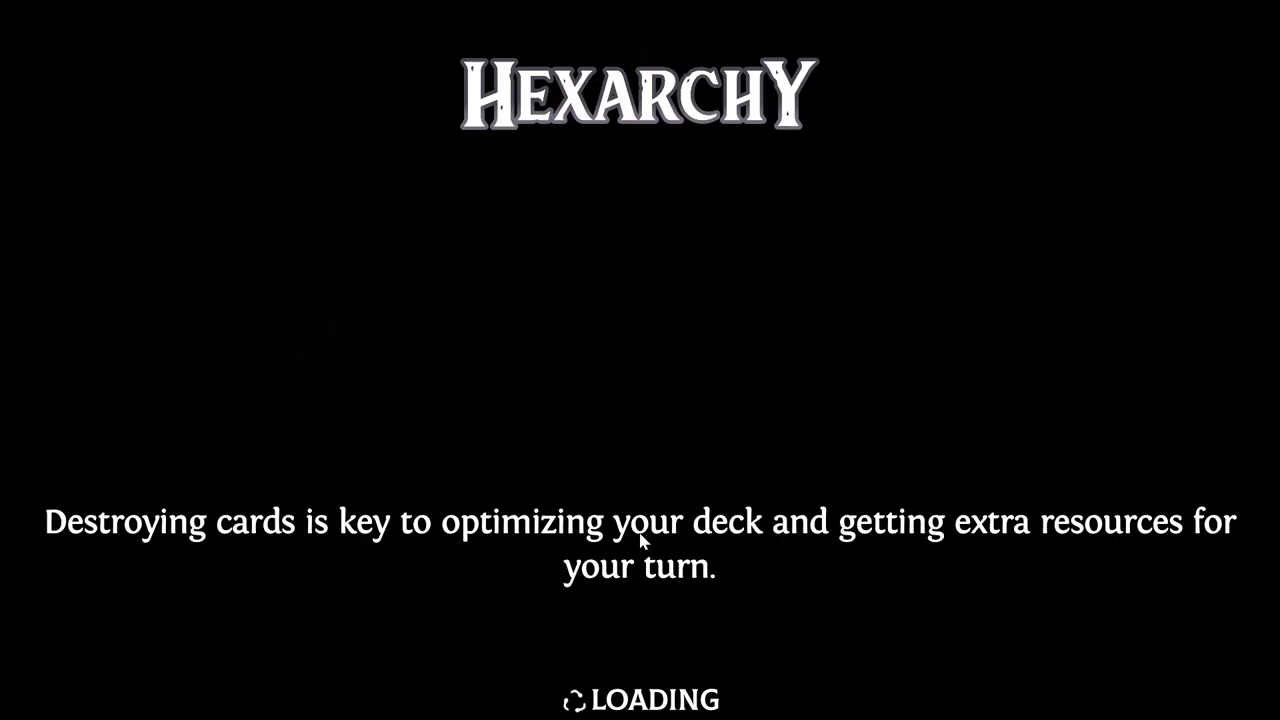 HEXARCHY
Destroying cards is key to optimizing your deck and getting extra resources for
your turn.
LOADING